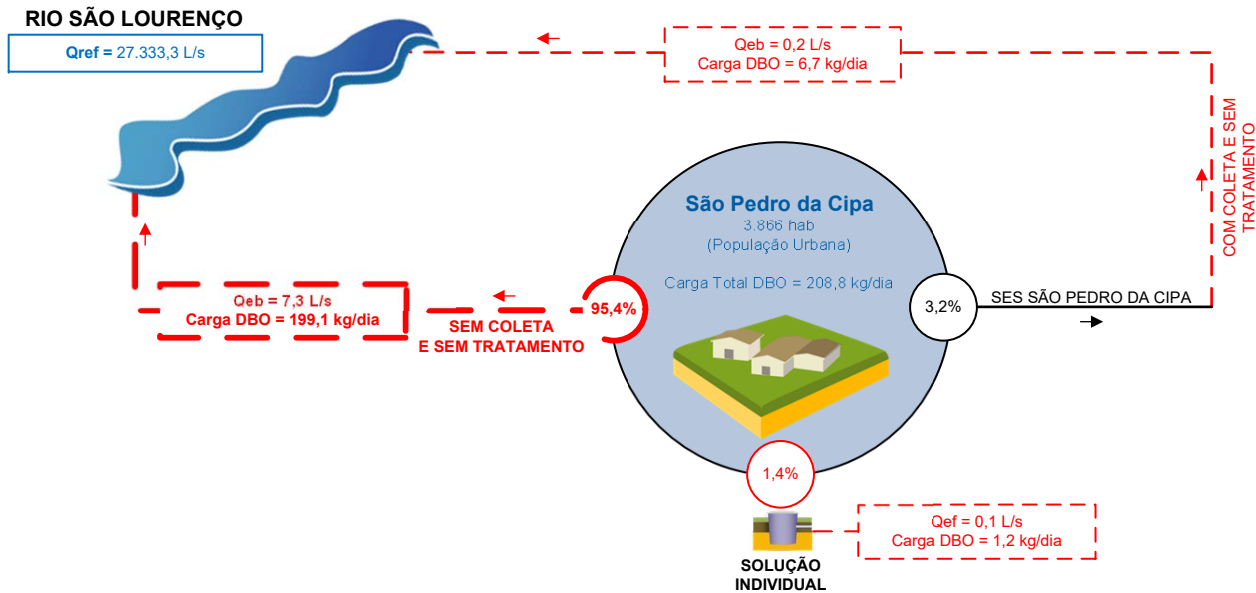 RIO SÃO LOURENÇO
Qref = 27.333,3 L/s
Qeb = 0,2 L/s
Carga DBO = 6,7 kg/dia
COM COLETA E SEM
TRATAMENTO
São Pedro da Cipa
3.866 hab
(População Urbana)
Carga Total DBO = 208,8 kg/dia
Qeb = 7,3 L/s
Carga DBO = 199,1 kg/dia
95,4%
SEM COLETA
E SEM TRATAMENTO
3,2%
SES SÃO PEDRO DA CIPA
1,4%
Qef = 0,1 L/s
Carga DBO = 1,2 kg/dia
SOLUÇÃO
INDIVIDUAL